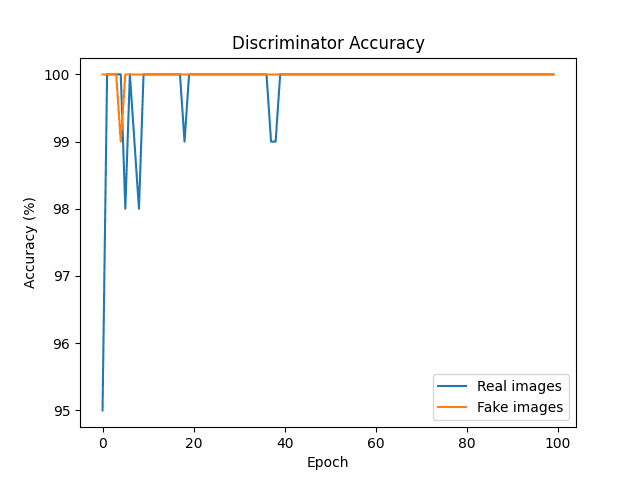 Discriminator Accuracy
100
99
98
97
96
95
Accuracy (%)
0 20 40 60 80 100
Epoch
Real images
Fake images